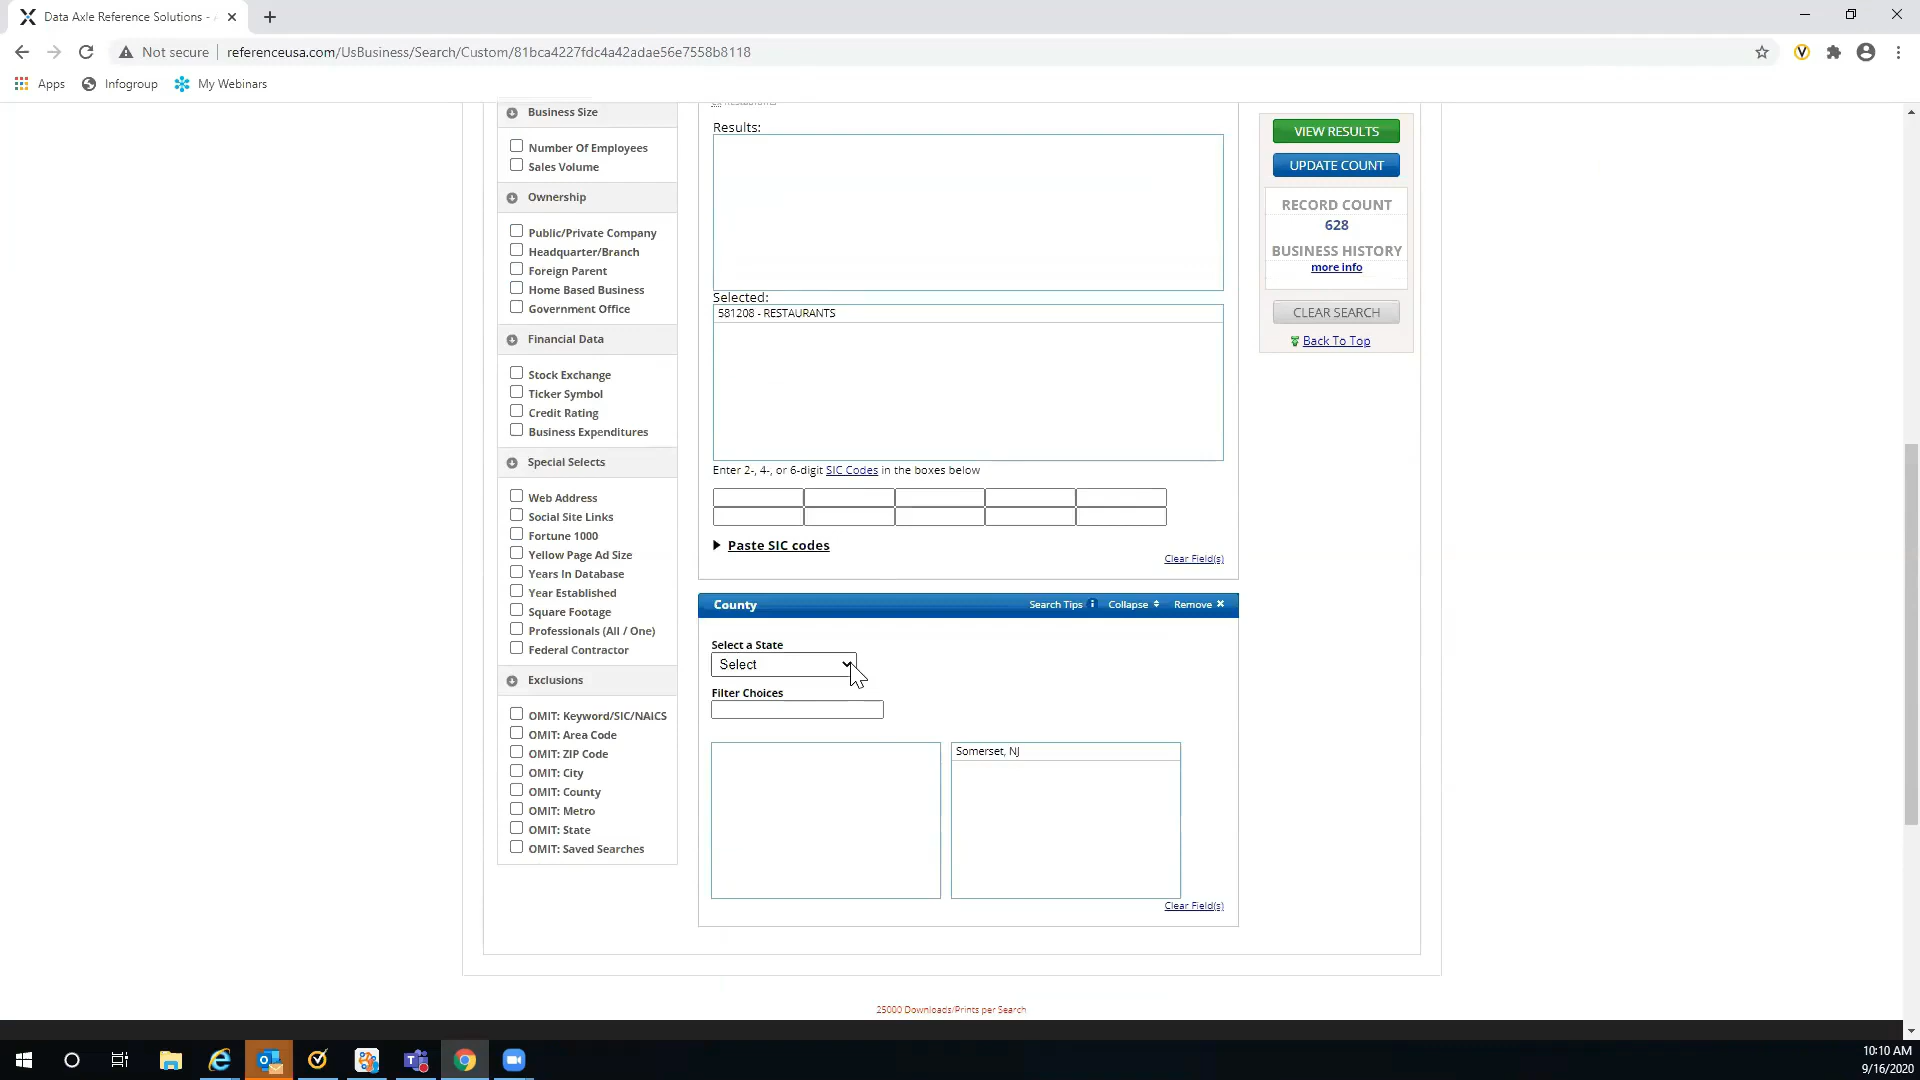 Data Axle Reference Solutions -
Not secure
referenceusa.com/UsBusiness/Search/Custom/81bca4227fdc4a42adae56e7558b8118
Apps
Infogroup
My Webinars
Business Size
Number Of Employees
Sales Volume
Ownership
Public/Private Company
Headquarter/Branch
Foreign Parent
Home Based Business
Government Office
Financial Data
Stock Exchange
Ticker Symbol
Credit Rating
Business Expenditures
Special Selects
Web Address
Social Site Links
Fortune 1000
Yellow Page Ad Size
Years In Database
Year Established
Square Footage
Professionals (All / One)
Federal Contractor
Exclusions
OMIT: Keyword/SIC/NAICS
OMIT: Area Code
OMIT: ZIP Code
OMIT: City
OMIT: County
OMIT: Metro
OMIT: State
OMIT: Saved Searches
Results:
Selected:
581208 - RESTAURANTS
Enter 2-, 4-, or 6-digit SIC Codes in the boxes below
Paste SIC codes
Clear Field(s)
County
Search Tips i
Collapse
Remove
Select a State
Select
Filter Choices
Somerset, NJ
Clear Field(s)
VIEW RESULTS
UPDATE COUNT
RECORD COUNT
628
BUSINESS HISTORY
more info
CLEAR SEARCH
Back To Top
25000 Downloads/Prints per Search
10:10 AM
9/16/2020